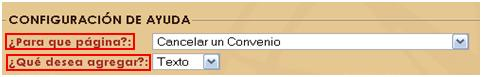 CONFIGURACIÓN DE AYUDA
¿Para que página?: Cancelar un Convenio
¿Qué desea agregar?: Texto